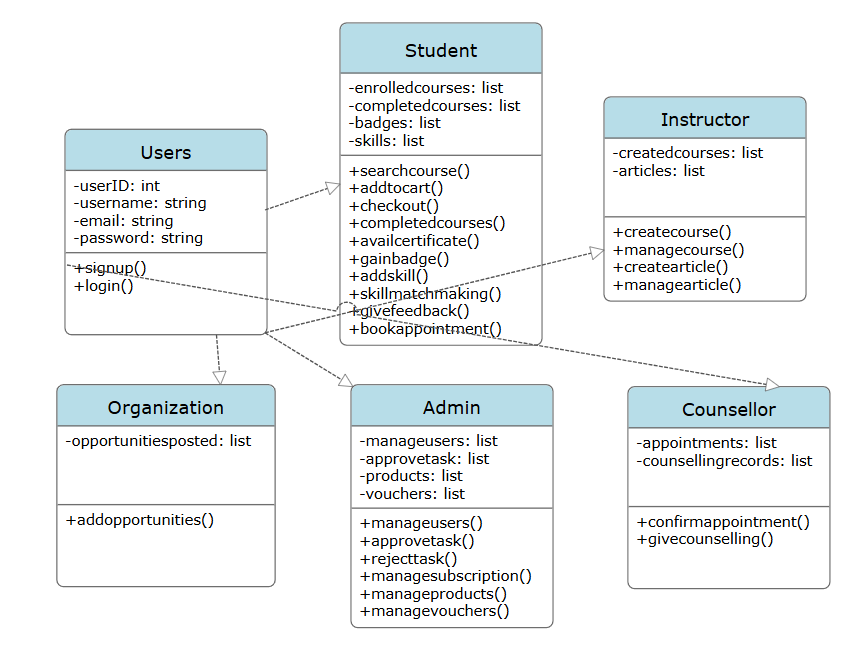 Student
-enrolledcourses: list
-completedcourses: list
-badges: list
-skills: list
+searchcourse()
+addtocart()
+checkout()
+completedcourses()
+availcertificate()
+gainbadge()
+addskill()
+skillmatchmaking()
+givefeedback()
+bookappointment()
Instructor
-createdcourses: list
-articles: list
+createcourse()
+managecourse()
+createarticle()
+managearticle()
Users
-userID: int
-username: string
-email: string
-password: string
+signup()
+login()
Organization
-opportunitiesposted: list
+addopportunities()
Admin
-manageusers: list
-approvetask: list
-products: list
-vouchers: list
+manageusers()
+approvetask()
+rejecttask()
+managesubscription()
+manageproducts()
+managevouchers()
Counsellor
-appointments: list
-counsellingrecords: list
+confirmappointment()
+givecounselling()